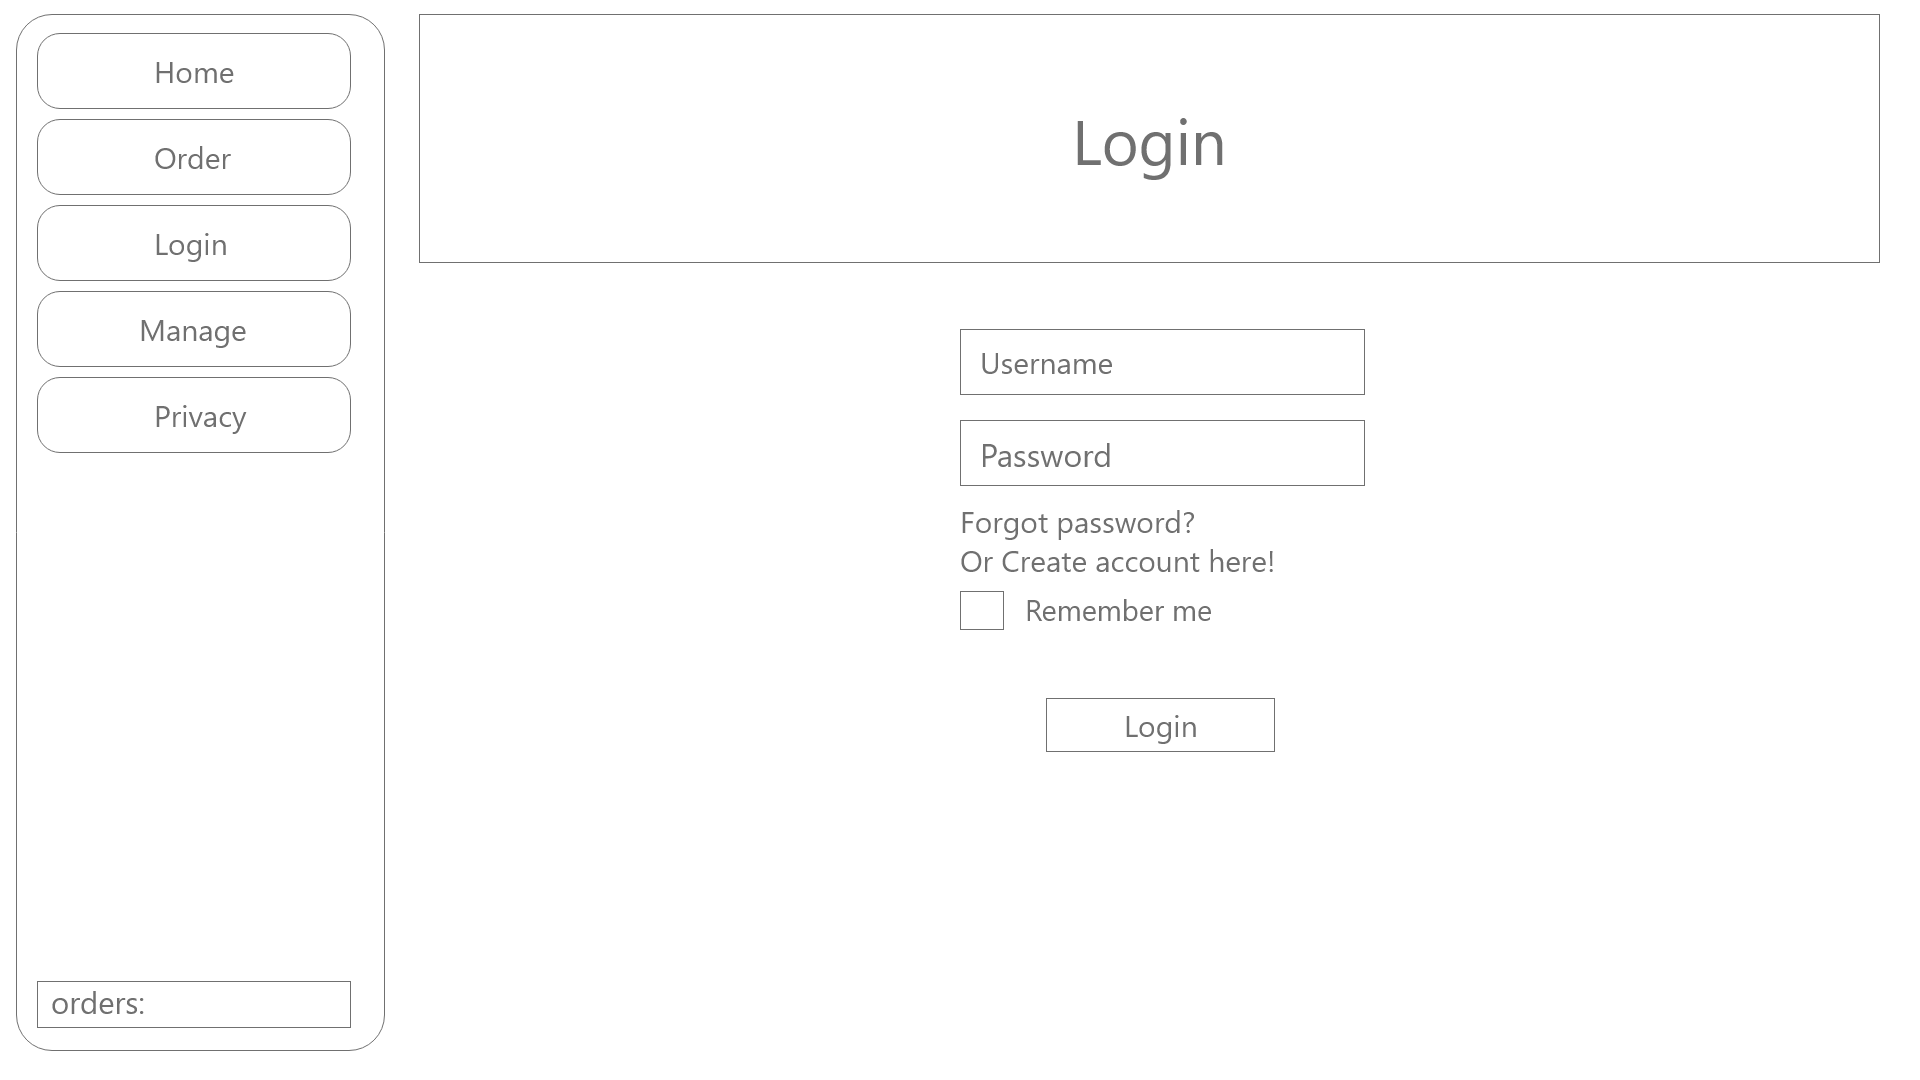 Home
Order
Login
Manage
Privacy
orders:
Login
Username
Password
Forgot password?
Or Create account here!
Remember me
Login